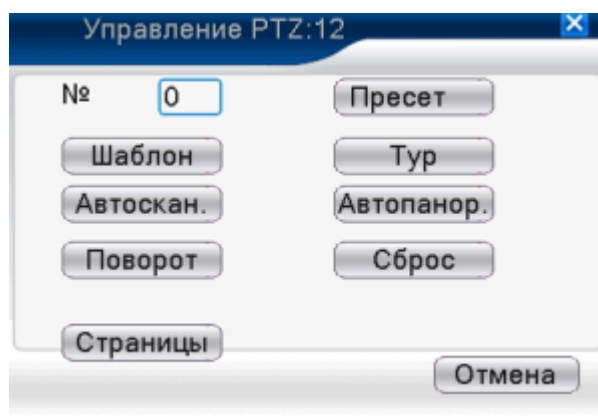 Управление PTZ:12
№ 0 Пресет
Шаблон Тур
Автоскан. Автопанор.
Поворот Сброс
Страницы
Отмена